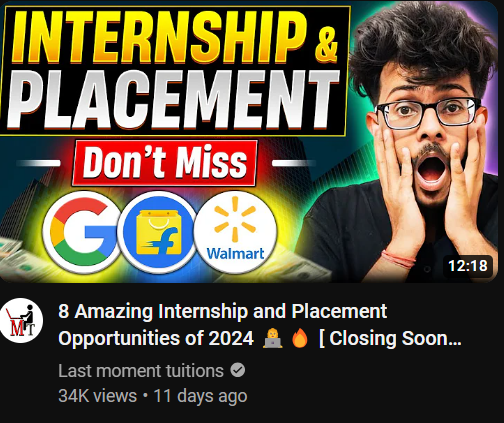 INTERNSHIP &
PLACEMENT
Don't Miss
G f Walmart
12:18
MT
8 Amazing Internship and Placement
Opportunities of 2024 🧑‍💻 🔥 [ Closing Soon...
Last moment tuitions
34K views • 11 days ago